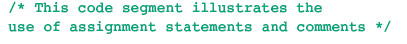 /* This code segment illustrates the
use of assignment statements and comments */